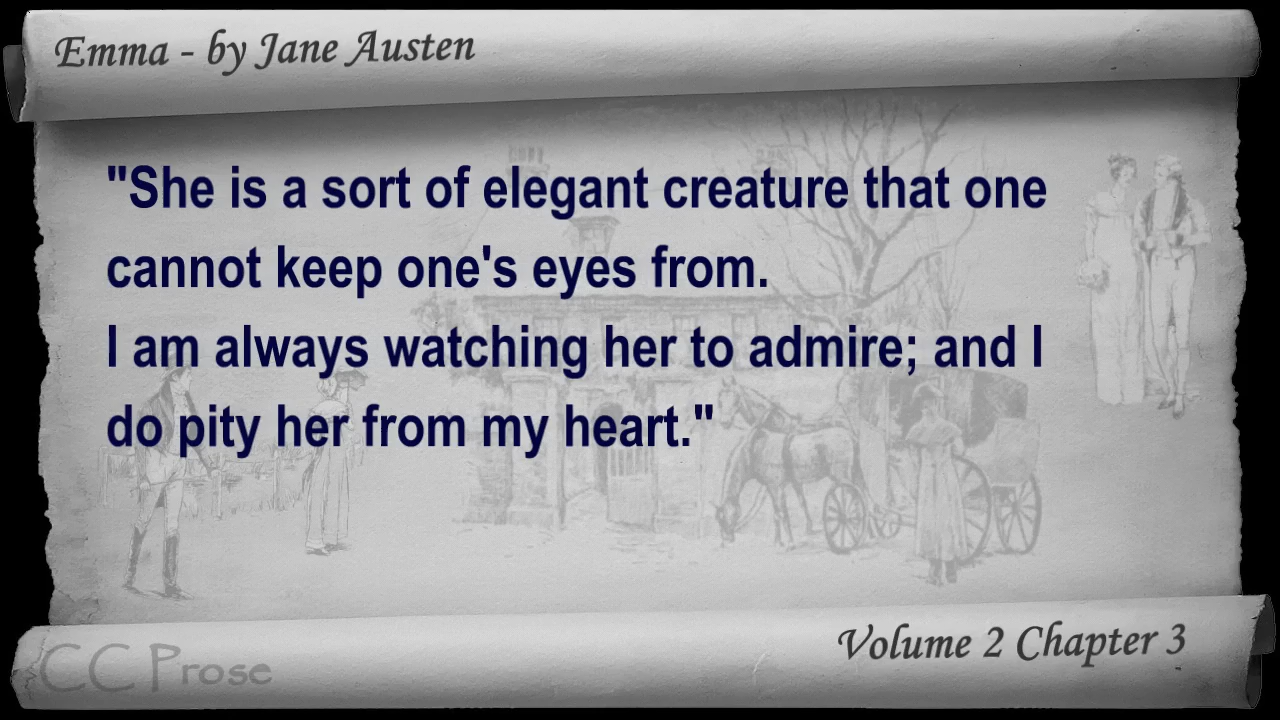 Emma - by Jane Austen
"She is a sort of elegant creature that one
cannot keep one's eyes from.
I am always watching her to admire; and I
do pity her from my heart."
Volume 2 Chapter 3
CC Prose